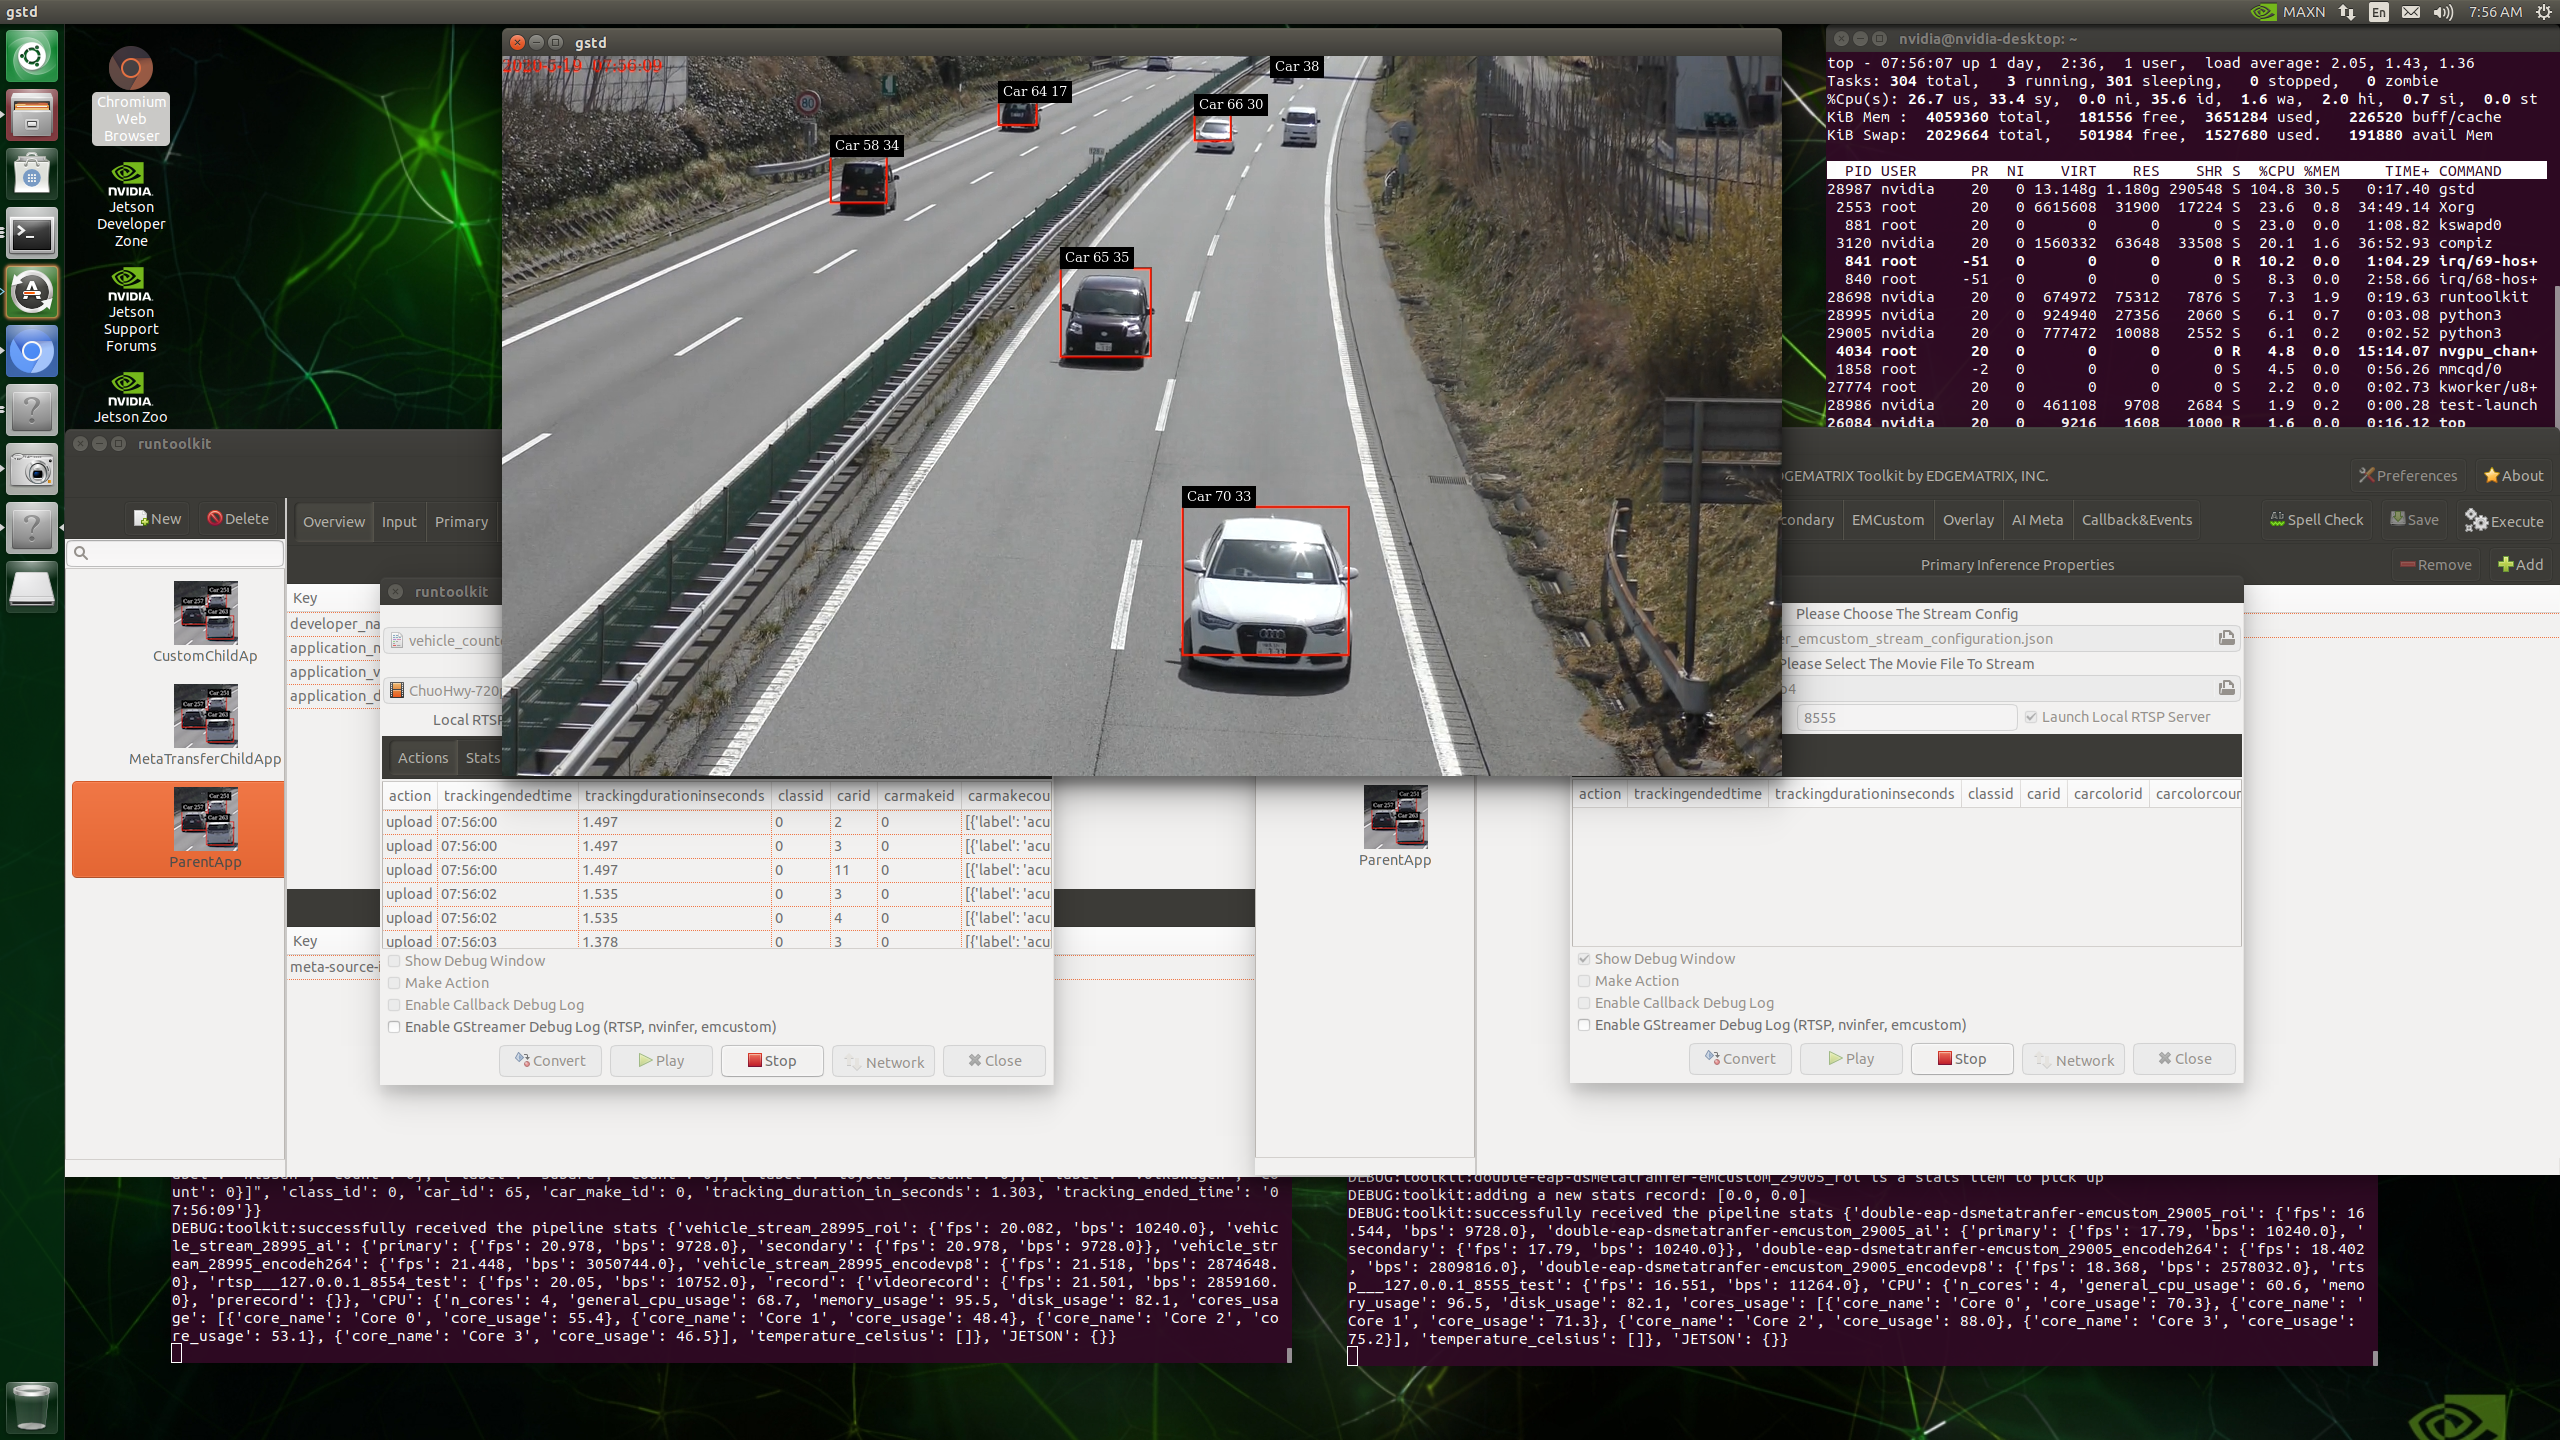 gstd
MAXN
En
7:56 AM
Chromium
Web
Browser
NVIDIA.
Jetson
Developer
Zone
NVIDIA.
Jetson
Support
Forums
NVIDIA.
Jetson Zoo
gstd
2020-5-19 07:56:09
80
Car 38
Car 64 17
Car 66 30
Car 58 34
Car 65 35
Car 70 33
nvidia@nvidia-desktop: ~
top - 07:56:07 up 1 day,  2:36,  1 user,  load average: 2.05, 1.43, 1.36
Tasks: 304 total,   3 running, 301 sleeping,   0 stopped,   0 zombie
%Cpu(s): 26.7 us, 33.4 sy,  0.0 ni, 35.6 id,  1.6 wa,  2.0 hi,  0.7 si,  0.0 st
KiB Mem :  4059360 total,   181556 free,  3651284 used,   226520 buff/cache
KiB Swap:  2029664 total,   501984 free,  1527680 used.   191880 avail Mem
PID USER PR NI VIRT RES SHR S %CPU %MEM TIME+ COMMAND
28987 nvidia 20 0 13.148g 1.180g 290548 S 104.8 30.5 0:17.40 gstd
2553 root 20 0 6615608 31900 17224 S 23.6 0.8 34:49.14 Xorg
881 root 20 0 0 0 0 S 23.0 0.0 1:08.82 kswapd0
3120 nvidia 20 0 1560332 63648 33508 S 20.1 1.6 36:52.93 compiz
841 root -51 0 0 0 0 R 10.2 0.0 1:04.29 irq/69-hos+
840 root -51 0 0 0 0 S 8.3 0.0 2:58.66 irq/68-hos+
28698 nvidia 20 0 674972 75312 7876 S 7.3 1.9 0:19.63 runtoolkit
28995 nvidia 20 0 924940 27356 2060 S 6.1 0.7 0:03.08 python3
29005 nvidia 20 0 777472 10088 2552 S 6.1 0.2 0:02.52 python3
4034 root 20 0 0 0 0 R 4.8 0.0 15:14.07 nvgpu_chan+
1858 root -2 0 0 0 0 S 4.5 0.0 0:56.26 mmcqd/0
27774 root 20 0 0 0 0 S 2.2 0.0 0:02.73 kworker/u8+
28986 nvidia 20 0 461108 9708 2684 S 1.9 0.2 0:00.28 test-launch
26084 nvidia 20 0 9216 1608 1000 R 1.6 0.0 0:16.12 top
runtoolkit
New
Delete
Overview
Input
Primary
CustomChildAp
MetaTransferChildApp
ParentApp
Key
developer_na
application_n
application_v
application_d
Key
meta-source-i
runtoolkit
vehicle_count
ChuoHwy-720
Local RTSP
Actions
Stats
action trackingendedtime trackingdurationinseconds classid carid carmakeid carmakecou
upload 07:56:00 1.497 0 2 0 [{'label': 'acu
upload 07:56:00 1.497 0 3 0 [{'label': 'acu
upload 07:56:00 1.497 0 11 0 [{'label': 'acu
upload 07:56:02 1.535 0 3 0 [{'label': 'acu
upload 07:56:02 1.535 0 4 0 [{'label': 'acu
upload 07:56:03 1.378 0 3 0 [{'label': 'acu
Show Debug Window
Make Action
Enable Callback Debug Log
Enable GStreamer Debug Log (RTSP, nvinfer, emcustom)
Convert
Play
Stop
Network
Close
DGEMATRIX Toolkit by EDGEMATRIX, INC.
Preferences
About
condary
EMCustom
Overlay
AI Meta
Callback&Events
Spell Check
Save
Execute
Primary Inference Properties
Remove
Add
Please Choose The Stream Config
r_emcustom_stream_configuration.json
Please Select The Movie File To Stream
p4
8555
Launch Local RTSP Server
ParentApp
action trackingendedtime trackingdurationinseconds classid carid carcolorid carcolorcour
Show Debug Window
Make Action
Enable Callback Debug Log
Enable GStreamer Debug Log (RTSP, nvinfer, emcustom)
Convert
Play
Stop
Network
Close
unt': 0}]", 'class_id': 0, 'car_id': 65, 'car_make_id': 0, 'tracking_duration_in_seconds': 1.303, 'tracking_ended_time': '0
7:56:09'}}
DEBUG:toolkit:successfully received the pipeline stats {'vehicle_stream_28995_roi': {'fps': 20.082, 'bps': 10240.0}, 'vehic
le_stream_28995_ai': {'primary': {'fps': 20.978, 'bps': 9728.0}, 'secondary': {'fps': 20.978, 'bps': 9728.0}}, 'vehicle_str
eam_28995_encodeh264': {'fps': 21.448, 'bps': 3050744.0}, 'vehicle_stream_28995_encodevp8': {'fps': 21.518, 'bps': 2874648.
0}, 'rtsp___127.0.0.1_8554_test': {'fps': 20.05, 'bps': 10752.0}, 'record': {'videorecord': {'fps': 21.501, 'bps': 2859160.
0}, 'prerecord': {}}, 'CPU': {'n_cores': 4, 'general_cpu_usage': 68.7, 'memory_usage': 95.5, 'disk_usage': 82.1, 'cores_usa
ge': [{'core_name': 'Core 0', 'core_usage': 55.4}, {'core_name': 'Core 1', 'core_usage': 48.4}, {'core_name': 'Core 2', 'co
re_usage': 53.1}, {'core_name': 'Core 3', 'core_usage': 46.5}], 'temperature_celsius': []}, 'JETSON': {}}
DEBUG:toolkit:double-eap-dsmetatranfer-emcustom_29005_roi is a stats item to pick up
DEBUG:toolkit:adding a new stats record: [0.0, 0.0]
DEBUG:toolkit:successfully received the pipeline stats {'double-eap-dsmetatranfer-emcustom_29005_roi': {'fps': 16
.544, 'bps': 9728.0}, 'double-eap-dsmetatranfer-emcustom_29005_ai': {'primary': {'fps': 17.79, 'bps': 10240.0}, '
secondary': {'fps': 17.79, 'bps': 10240.0}}, 'double-eap-dsmetatranfer-emcustom_29005_encodeh264': {'fps': 18.402
, 'bps': 2809816.0}, 'double-eap-dsmetatranfer-emcustom_29005_encodevp8': {'fps': 18.368, 'bps': 2578032.0}, 'rts
p___127.0.0.1_8555_test': {'fps': 16.551, 'bps': 11264.0}, 'CPU': {'n_cores': 4, 'general_cpu_usage': 60.6, 'memo
ry_usage': 96.5, 'disk_usage': 82.1, 'cores_usage': [{'core_name': 'Core 0', 'core_usage': 70.3}, {'core_name': '
Core 1', 'core_usage': 71.3}, {'core_name': 'Core 2', 'core_usage': 88.0}, {'core_name': 'Core 3', 'core_usage':
75.2}], 'temperature_celsius': []}, 'JETSON': {}}